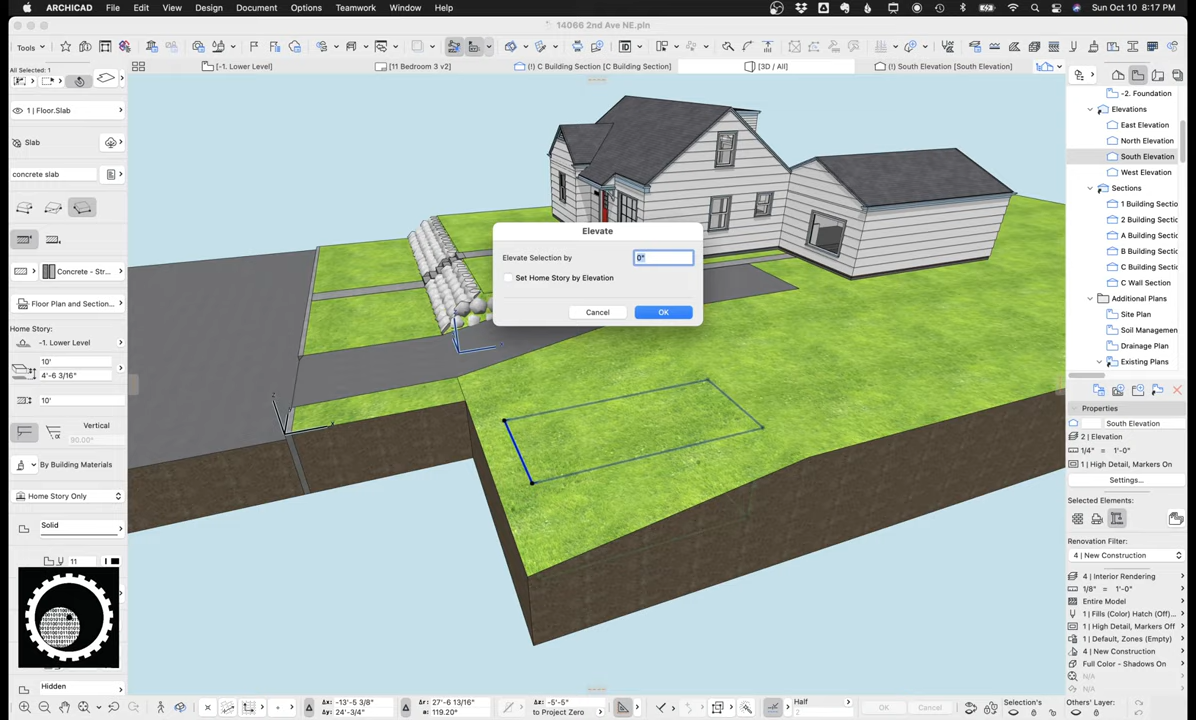 ARCHICAD File Edit View Design Document Options Teamwork Window Help
Sun Oct 10 8:17 PM
14066 2nd Ave NE.pln
Tools
All Selected: 1
[-1. Lower Level]
[11 Bedroom 3 v2]
(!) C Building Section [C Building Section]
[3D / All]
(!) South Elevation [South Elevation]
1 | Floor.Slab
Slab
concrete slab
Concrete - Str...
Floor Plan and Section...
Home Story:
-1. Lower Level
10'
4'-6 3/16"
10'
Vertical
90.00°
By Building Materials
Home Story Only
Solid
11
Hidden
Elevate
Elevate Selection by
0"
Set Home Story by Elevation
Cancel
OK
-2. Foundation
Elevations
East Elevation
North Elevation
South Elevation
West Elevation
Sections
1 Building Sectio
2 Building Sectio
A Building Sectio
B Building Sectio
C Building Sectio
C Wall Section
Additional Plans
Site Plan
Soil Managemen
Drainage Plan
Existing Plans
Properties
South Elevation
2 | Elevation
1/4" = 1'-0"
1 | High Detail, Markers On
Settings...
Selected Elements:
Renovation Filter:
4 | New Construction
4 | Interior Rendering
1/8" = 1'-0"
Entire Model
1 | Fills (Color) Hatch (Off)...
1 | High Detail, Markers Off
1 | Default, Zones (Empty)
4 | New Construction
Full Color - Shadows On
N/A
N/A
Δx: -13'-5 3/8"
Δy: -24'-3/4"
Δr: 27'-6 13/16"
a: 119.20°
Δz: -5'-5"
to Project Zero
Half
2
OK
Cancel
Selection's
Others' Layer: